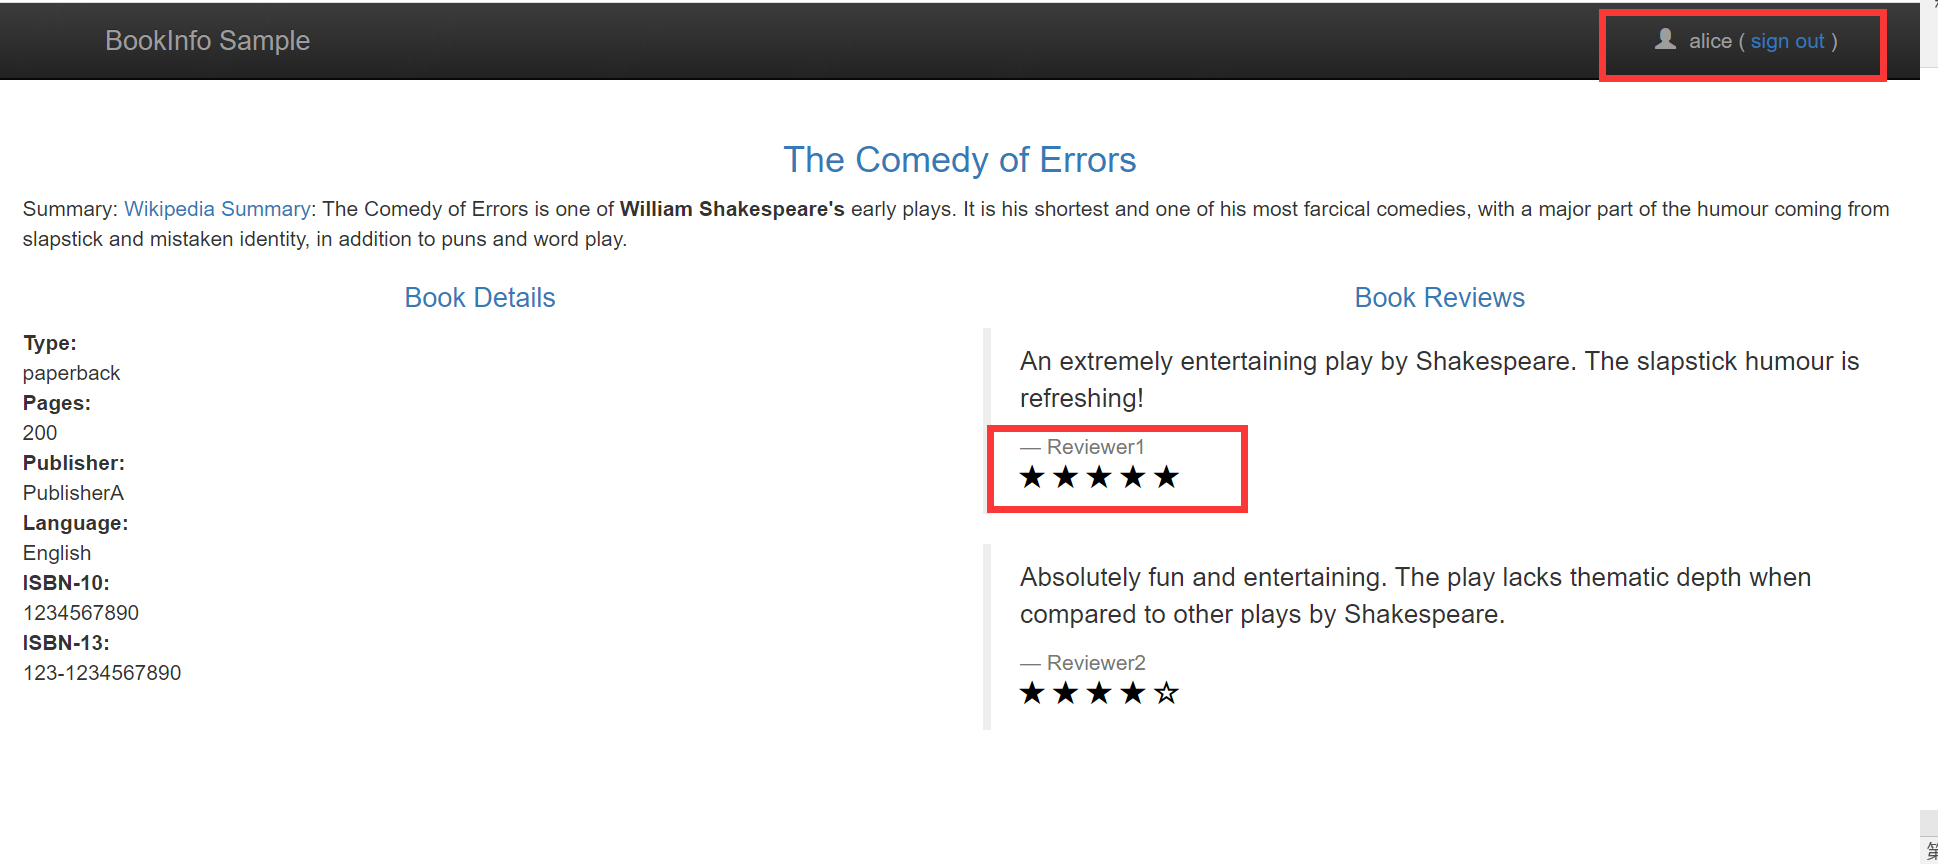 BookInfo Sample
alice ( sign out )
The Comedy of Errors
Summary: Wikipedia Summary: The Comedy of Errors is one of William Shakespeare's early plays. It is his shortest and one of his most farcical comedies, with a major part of the humour coming from
slapstick and mistaken identity, in addition to puns and word play.
Book Details
Type:
paperback
Pages:
200
Publisher:
PublisherA
Language:
English
ISBN-10:
1234567890
ISBN-13:
123-1234567890
Book Reviews
An extremely entertaining play by Shakespeare. The slapstick humour is
refreshing!
— Reviewer1
★ ★ ★ ★ ★
Absolutely fun and entertaining. The play lacks thematic depth when
compared to other plays by Shakespeare.
— Reviewer2
★ ★ ★ ★ ☆